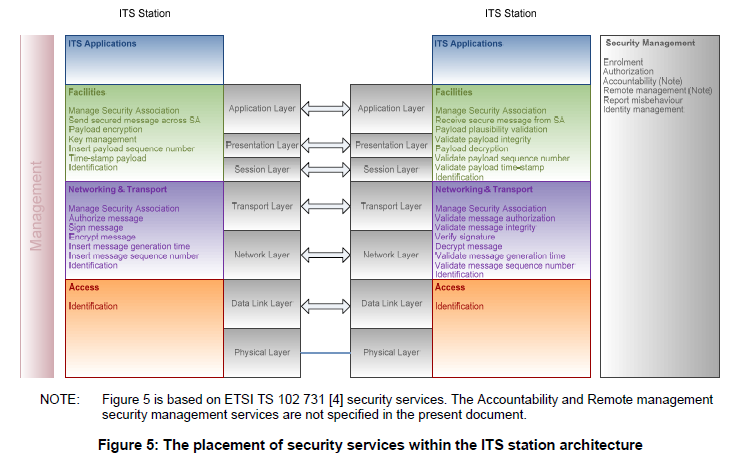 ITS Station
ITS Station
Management
ITS Applications
Facilities
Manage Security Association
Send secured message across SA
Payload encryption
Key management
Insert payload sequence number
Time-stamp payload
Identification
Networking & Transport
Manage Security Association
Authorize message
Sign message
Encrypt message
Insert message generation time
Insert message sequence number
Identification
Access
Identification
Application Layer
Presentation Layer
Session Layer
Transport Layer
Network Layer
Data Link Layer
Physical Layer
Application Layer
Presentation Layer
Session Layer
Transport Layer
Network Layer
Data Link Layer
Physical Layer
ITS Applications
Facilities
Manage Security Association
Receive secure message from SA
Payload plausibility validation
Validate payload integrity
Payload decryption
Validate payload sequence number
Validate payload time-stamp
Identification
Networking & Transport
Manage Security Association
Validate message authorization
Validate message integrity
Verify signature
Decrypt message
Validate message generation time
Validate message sequence number
Identification
Access
Identification
Security Management
Enrolment
Authorization
Accountability (Note)
Remote management (Note)
Report misbehaviour
Identity management
NOTE: Figure 5 is based on ETSI TS 102 731 [4] security services. The Accountability and Remote management
security management services are not specified in the present document.
Figure 5: The placement of security services within the ITS station architecture